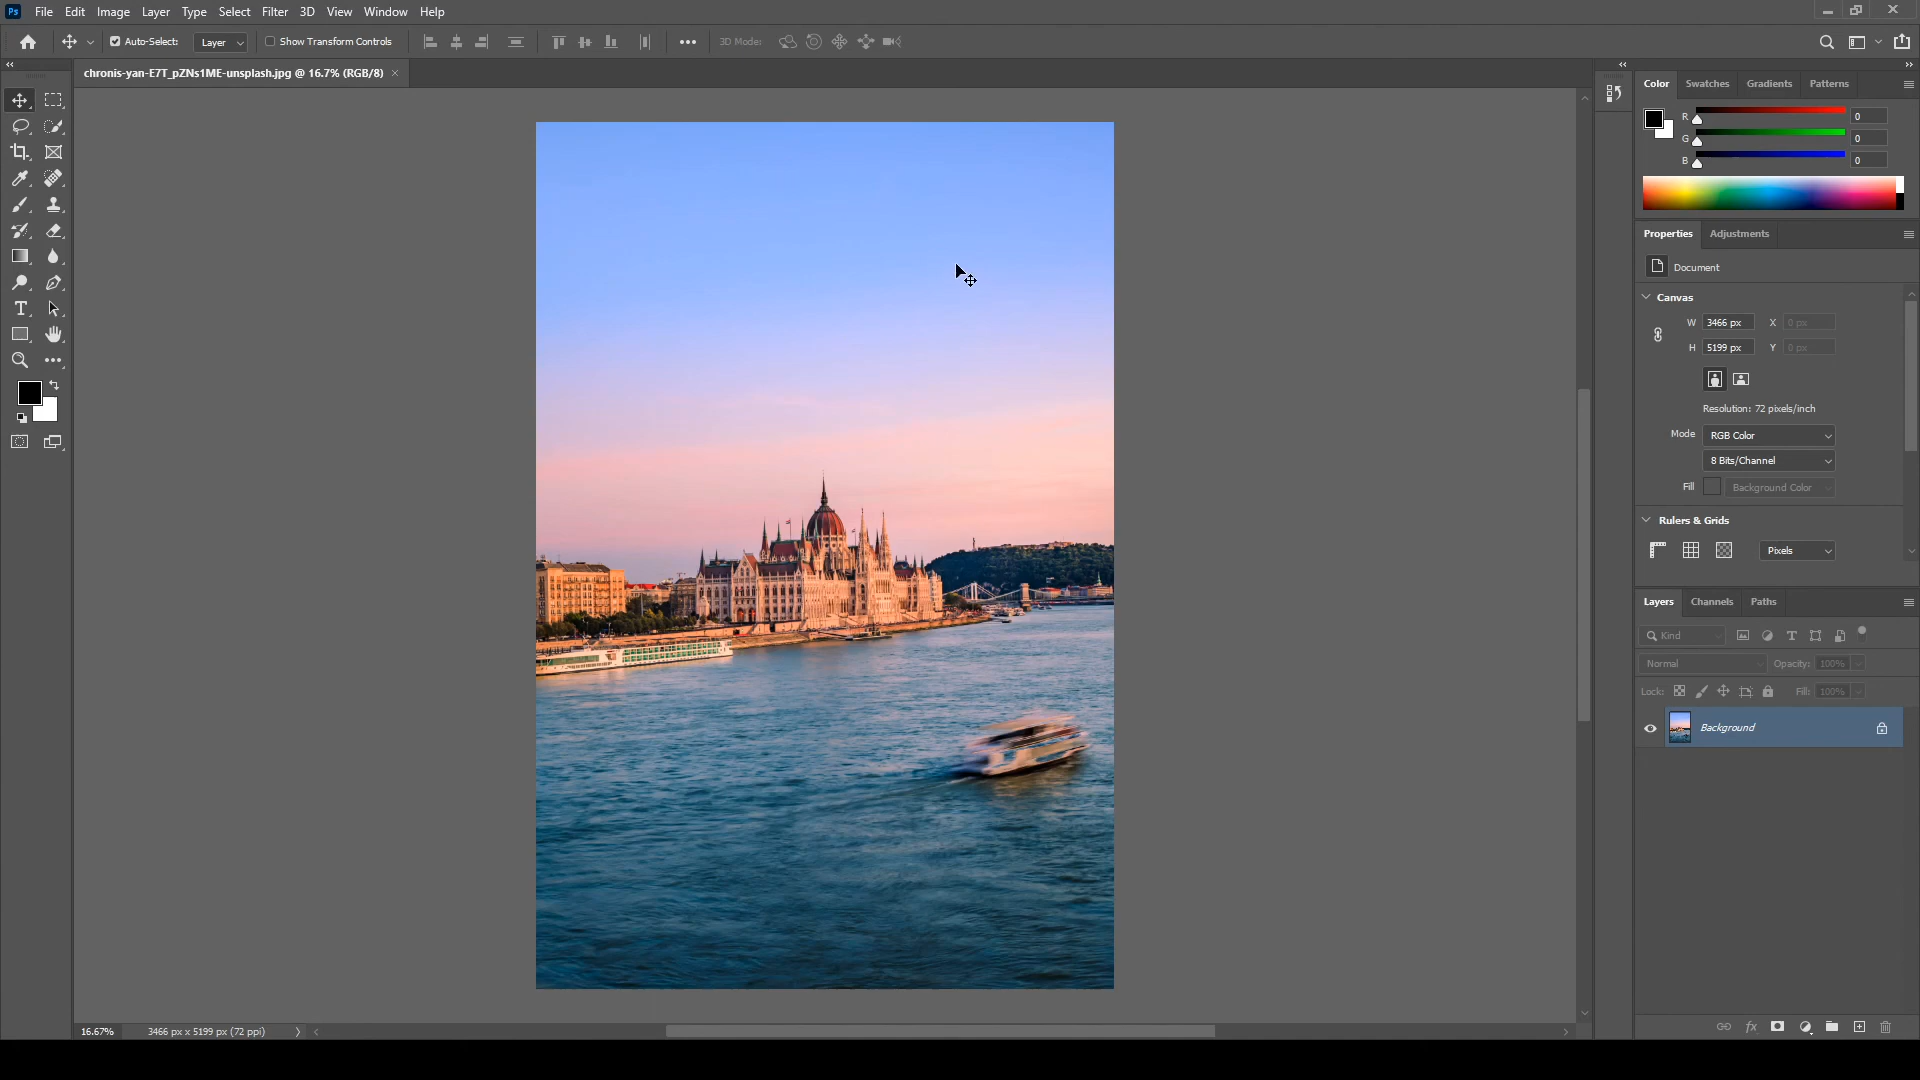 Ps File Edit Image Layer Type Select Filter 3D View Window Help
Auto-Select: Layer Show Transform Controls 3D Mode:
chronis-yan-E7T_pZNs1ME-unsplash.jpg @ 16.7% (RGB/8)
Color Swatches Gradients Patterns
R 0
G 0
B 0
Properties Adjustments
Document
Canvas
W 3466 px X 0 px
H 5199 px Y 0 px
Resolution: 72 pixels/inch
Mode RGB Color
8 Bits/Channel
Fill Background Color
Rulers & Grids
Pixels
Layers Channels Paths
Kind
Normal Opacity: 100%
Lock: Fill: 100%
Background
fx
16.67% 3466 px x 5199 px (72 ppi)